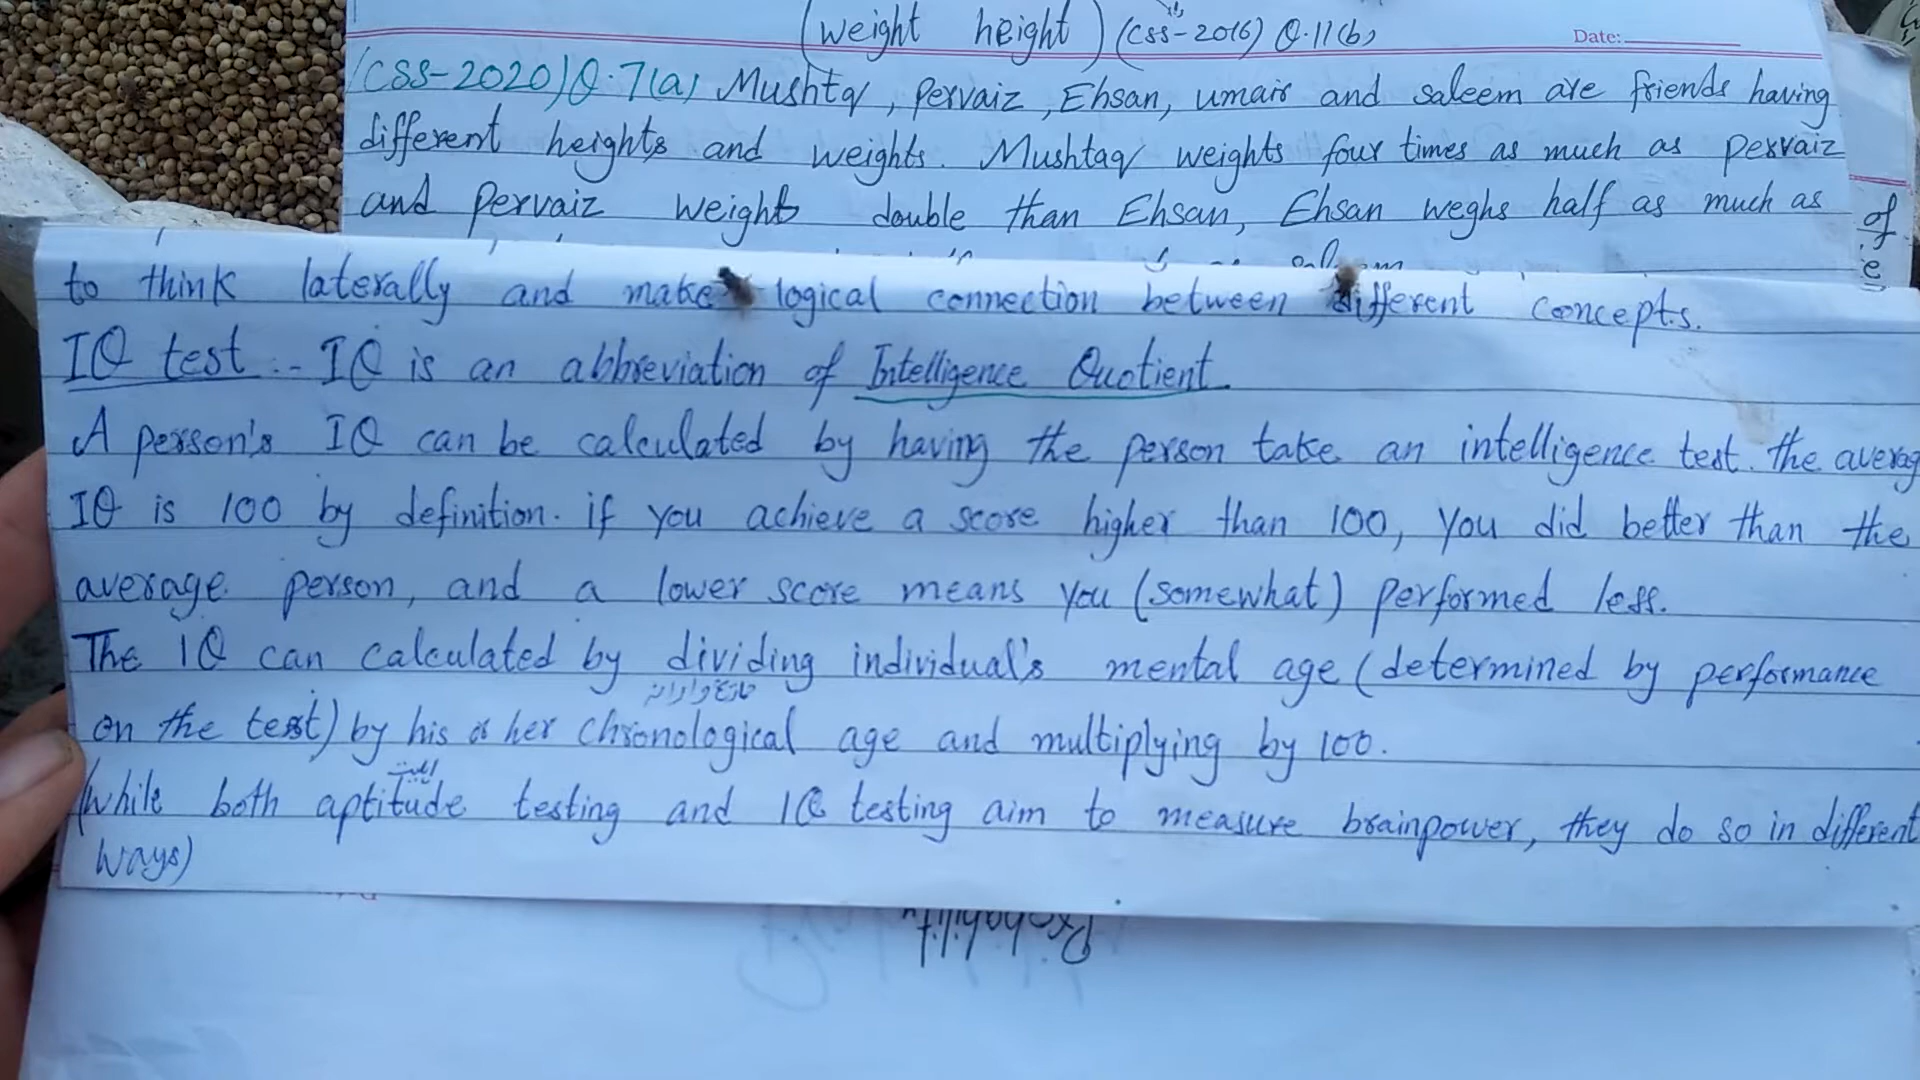 (weight height) (CSS-2016) Q.11(b)
Date:
(CSS-2020)Q.7(a) Mushtq, Pervaiz, Ehsan, umair and saleem are friends having
different heights and weights. Mushtaq weights four times as much as pervaiz
and pervaiz weight double than Ehsan, Ehsan weghs half as much as
of
to think laterally and make logical connection between different concepts.
IQ test :- IQ is an abbreviation of Intelligence Quotient.
A person's IQ can be calculated by having the person take an intelligence test. the averag
IQ is 100 by definition. if you achieve a score higher than 100, you did better than the
average person, and a lower score means you (somewhat) performed less.
The IQ can calculated by dividing individual's mental age (determined by performance
on the test) by his or her chronological age and multiplying by 100.
(while both aptitude testing and IQ testing aim to measure brainpower, they do so in different
ways)
Probability